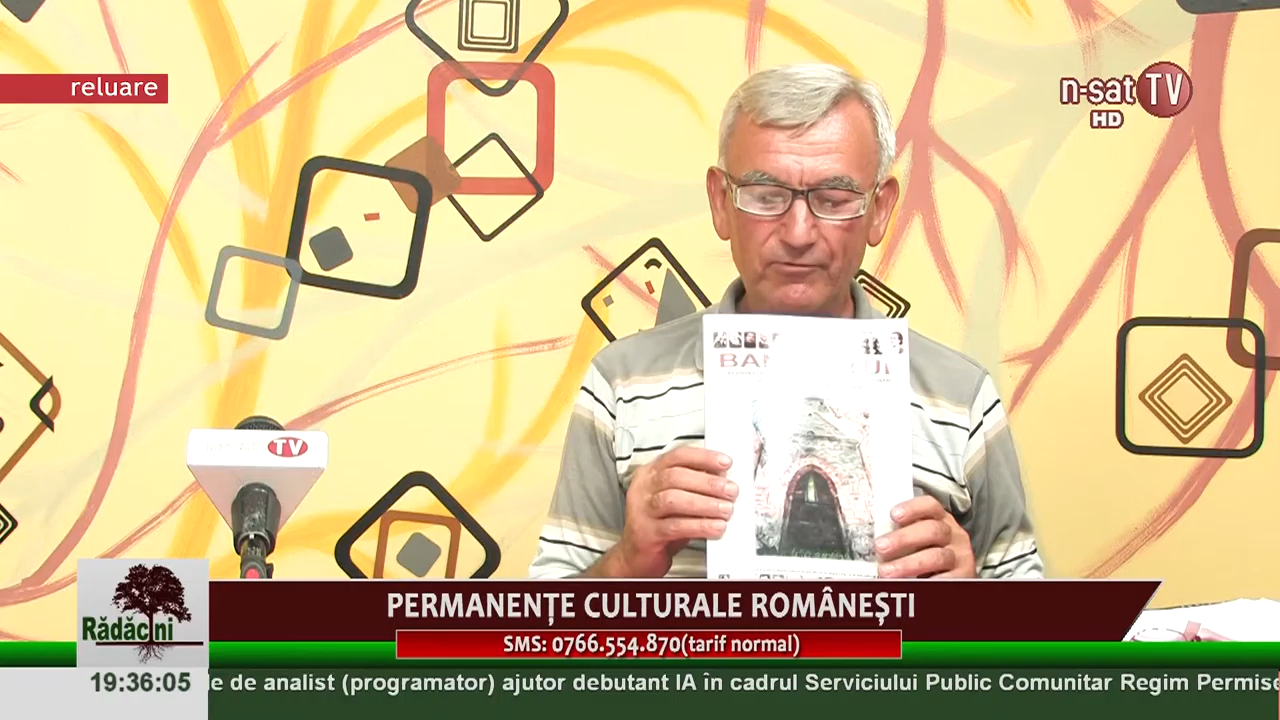 reluare
n-sat TV
HD
TV
BAN
PERMANENȚE CULTURALE ROMÂNEȘTI
SMS: 0766.554.870(tarif normal)
Rădăcini
19:36:05
de analist (programator) ajutor debutant IA în cadrul Serviciului Public Comunitar Regim Permise